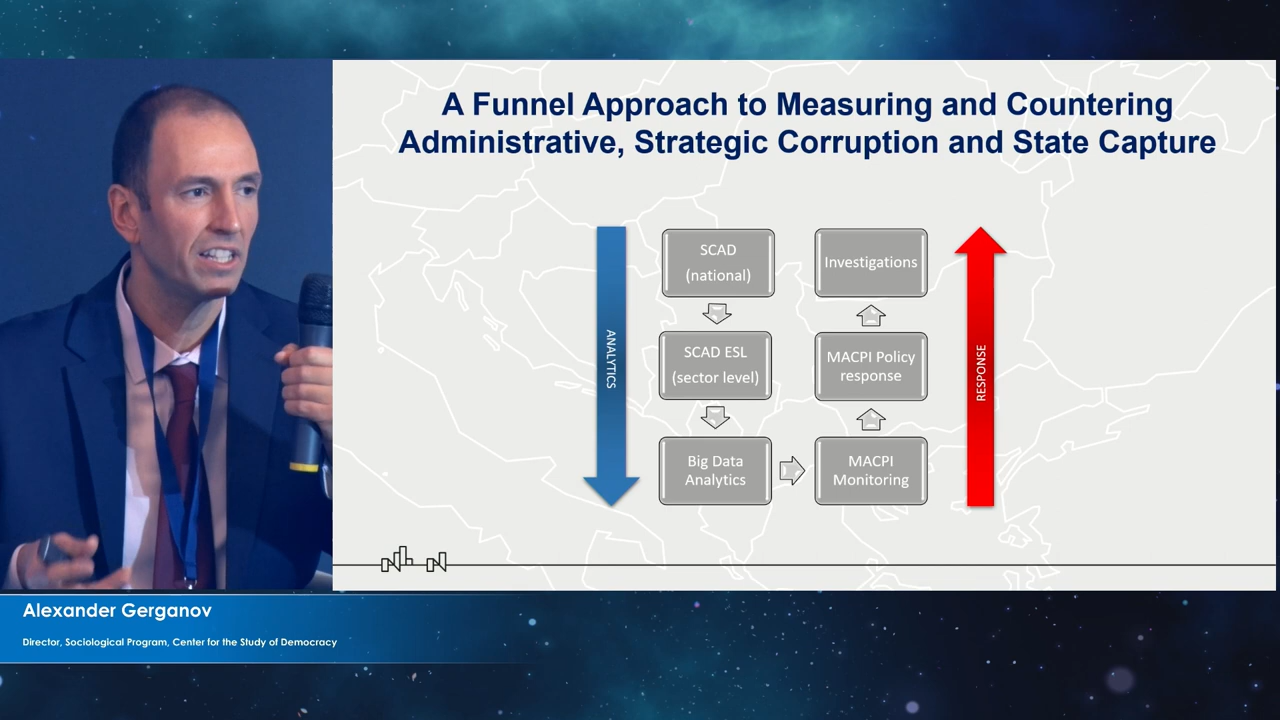 A Funnel Approach to Measuring and Countering
Administrative, Strategic Corruption and State Capture
ANALYTICS
SCAD
(national)
SCAD ESL
(sector level)
Big Data
Analytics
Investigations
MACPI Policy
response
MACPI
Monitoring
RESPONSE
Alexander Gerganov
Director, Sociological Program, Center for the Study of Democracy